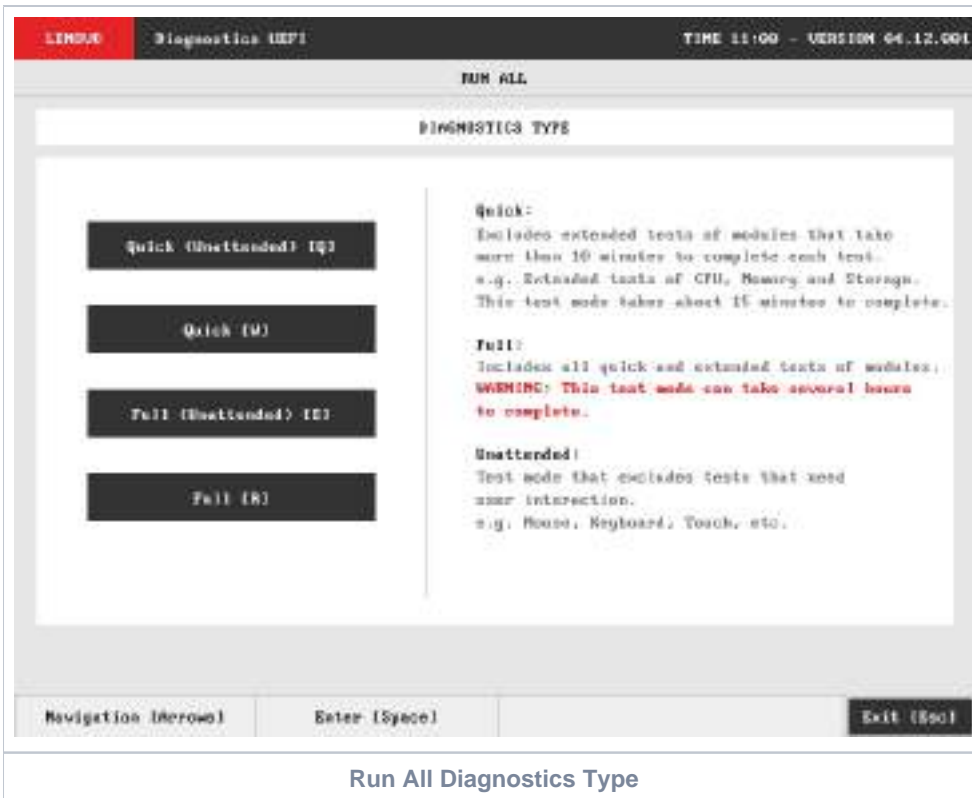 LENOVO
Diagnostics UEFI
TIME 11:00 - VERSION 04.12.001
RUN ALL
DIAGNOSTICS TYPE
Quick (Unattended) [Q]
Quick [W]
Full (Unattended) [E]
Full [R]
Quick:
Excludes extended tests of modules that take
more than 10 minutes to complete each test.
e.g. Extended tests of CPU, Memory and Storage.
This test mode takes about 15 minutes to complete.
Full:
Includes all quick and extended tests of modules.
WARNING: This test mode can take several hours
to complete.
Unattended:
Test mode that excludes tests that need
user interaction.
e.g. Mouse, Keyboard, Touch, etc.
Navigation [Arrows]
Enter [Space]
Exit [Esc]
Run All Diagnostics Type